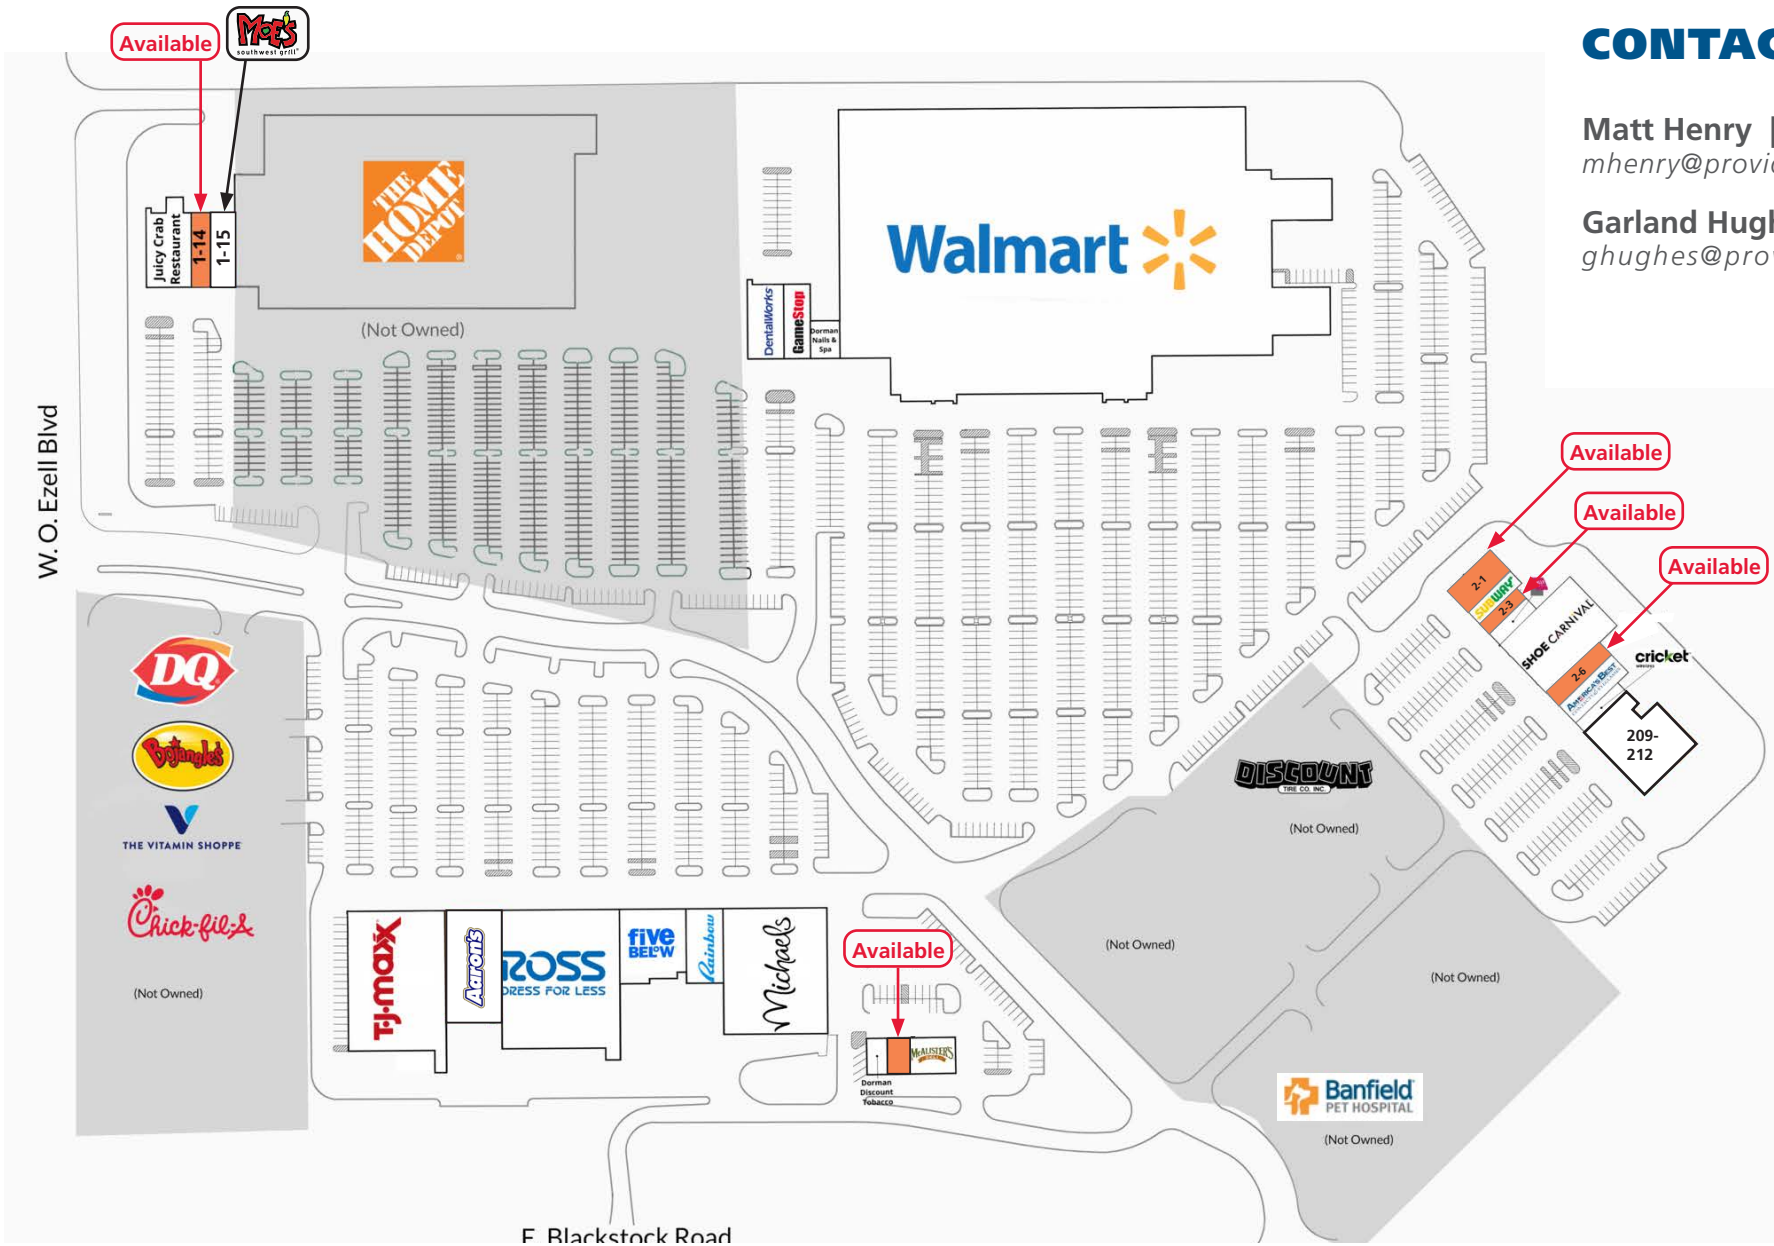 Available
MOE'S
southwest grill
CONTAC
Matt Henry |
mhenry@provi
Garland Hugh
ghughes@prov
Juicy Crab
Restaurant
1-14
1-15
THE
HOME
DEPOT
(Not Owned)
Walmart
DentalWorks
GameStop
Dorman
Nails &
Spa
W. O. Ezell Blvd
Available
Available
Available
2-1
SUBWAY
2-3
SHOE CARNIVAL
2-6
AMERICA'S BEST
cricket
209-
212
DQ
Bojangles
THE VITAMIN SHOPPE
Chick-fil-A
(Not Owned)
DISCOUNT
TIRE CO. INC.
(Not Owned)
(Not Owned)
(Not Owned)
T.J.maxx
Aaron's
ROSS
DRESS FOR LESS
five
BELOW
Rainbow
Michaels
Available
McALISTER'S
DELI
Dorman
Discount
Tobacco
Banfield
PET HOSPITAL
(Not Owned)
E. Blackstock Road